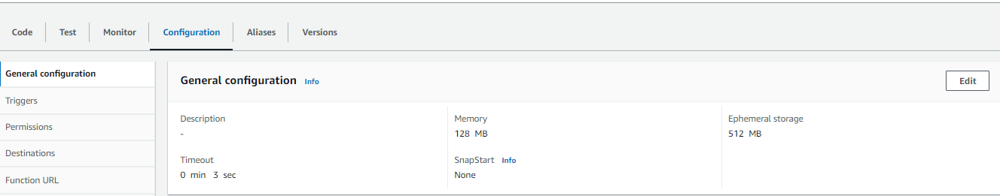 Code Test Monitor Configuration Aliases Versions
General configuration
Triggers
Permissions
Destinations
Function URL
General configuration Info Edit
Description Memory Ephemeral storage
- 128 MB 512 MB
Timeout SnapStart Info
0 min 3 sec None